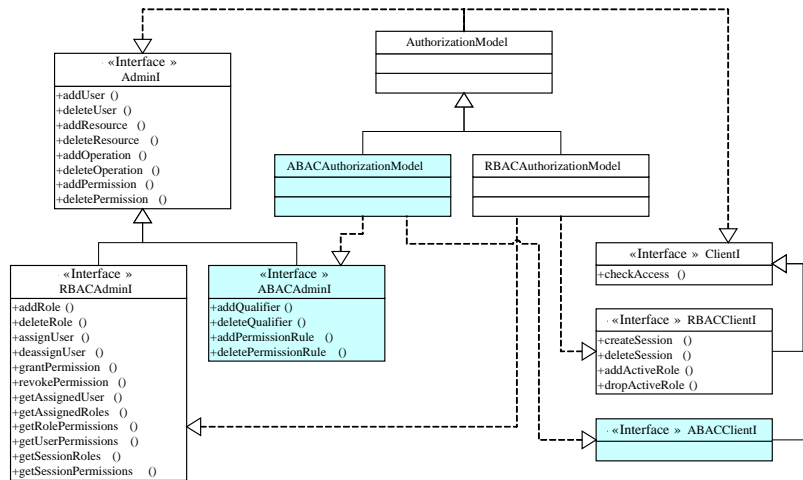 AuthorizationModel
«Interface »
AdminI
+addUser ()
+deleteUser ()
+addResource ()
+deleteResource ()
+addOperation ()
+deleteOperation ()
+addPermission ()
+deletePermission ()
ABACAuthorizationModel
RBACAuthorizationModel
«Interface »
RBACAdminI
+addRole ()
+deleteRole ()
+assignUser ()
+deassignUser ()
+grantPermission ()
+revokePermission ()
+getAssignedUser ()
+getAssignedRoles ()
+getRolePermissions ()
+getUserPermissions ()
+getSessionRoles ()
+getSessionPermissions ()
«Interface »
ABACAdminI
+addQualifier ()
+deleteQualifier ()
+addPermissionRule ()
+deletePermissionRule ()
«Interface » ClientI
+checkAccess ()
«Interface » RBACClientI
+createSession ()
+deleteSession ()
+addActiveRole ()
+dropActiveRole ()
«Interface » ABACClientI